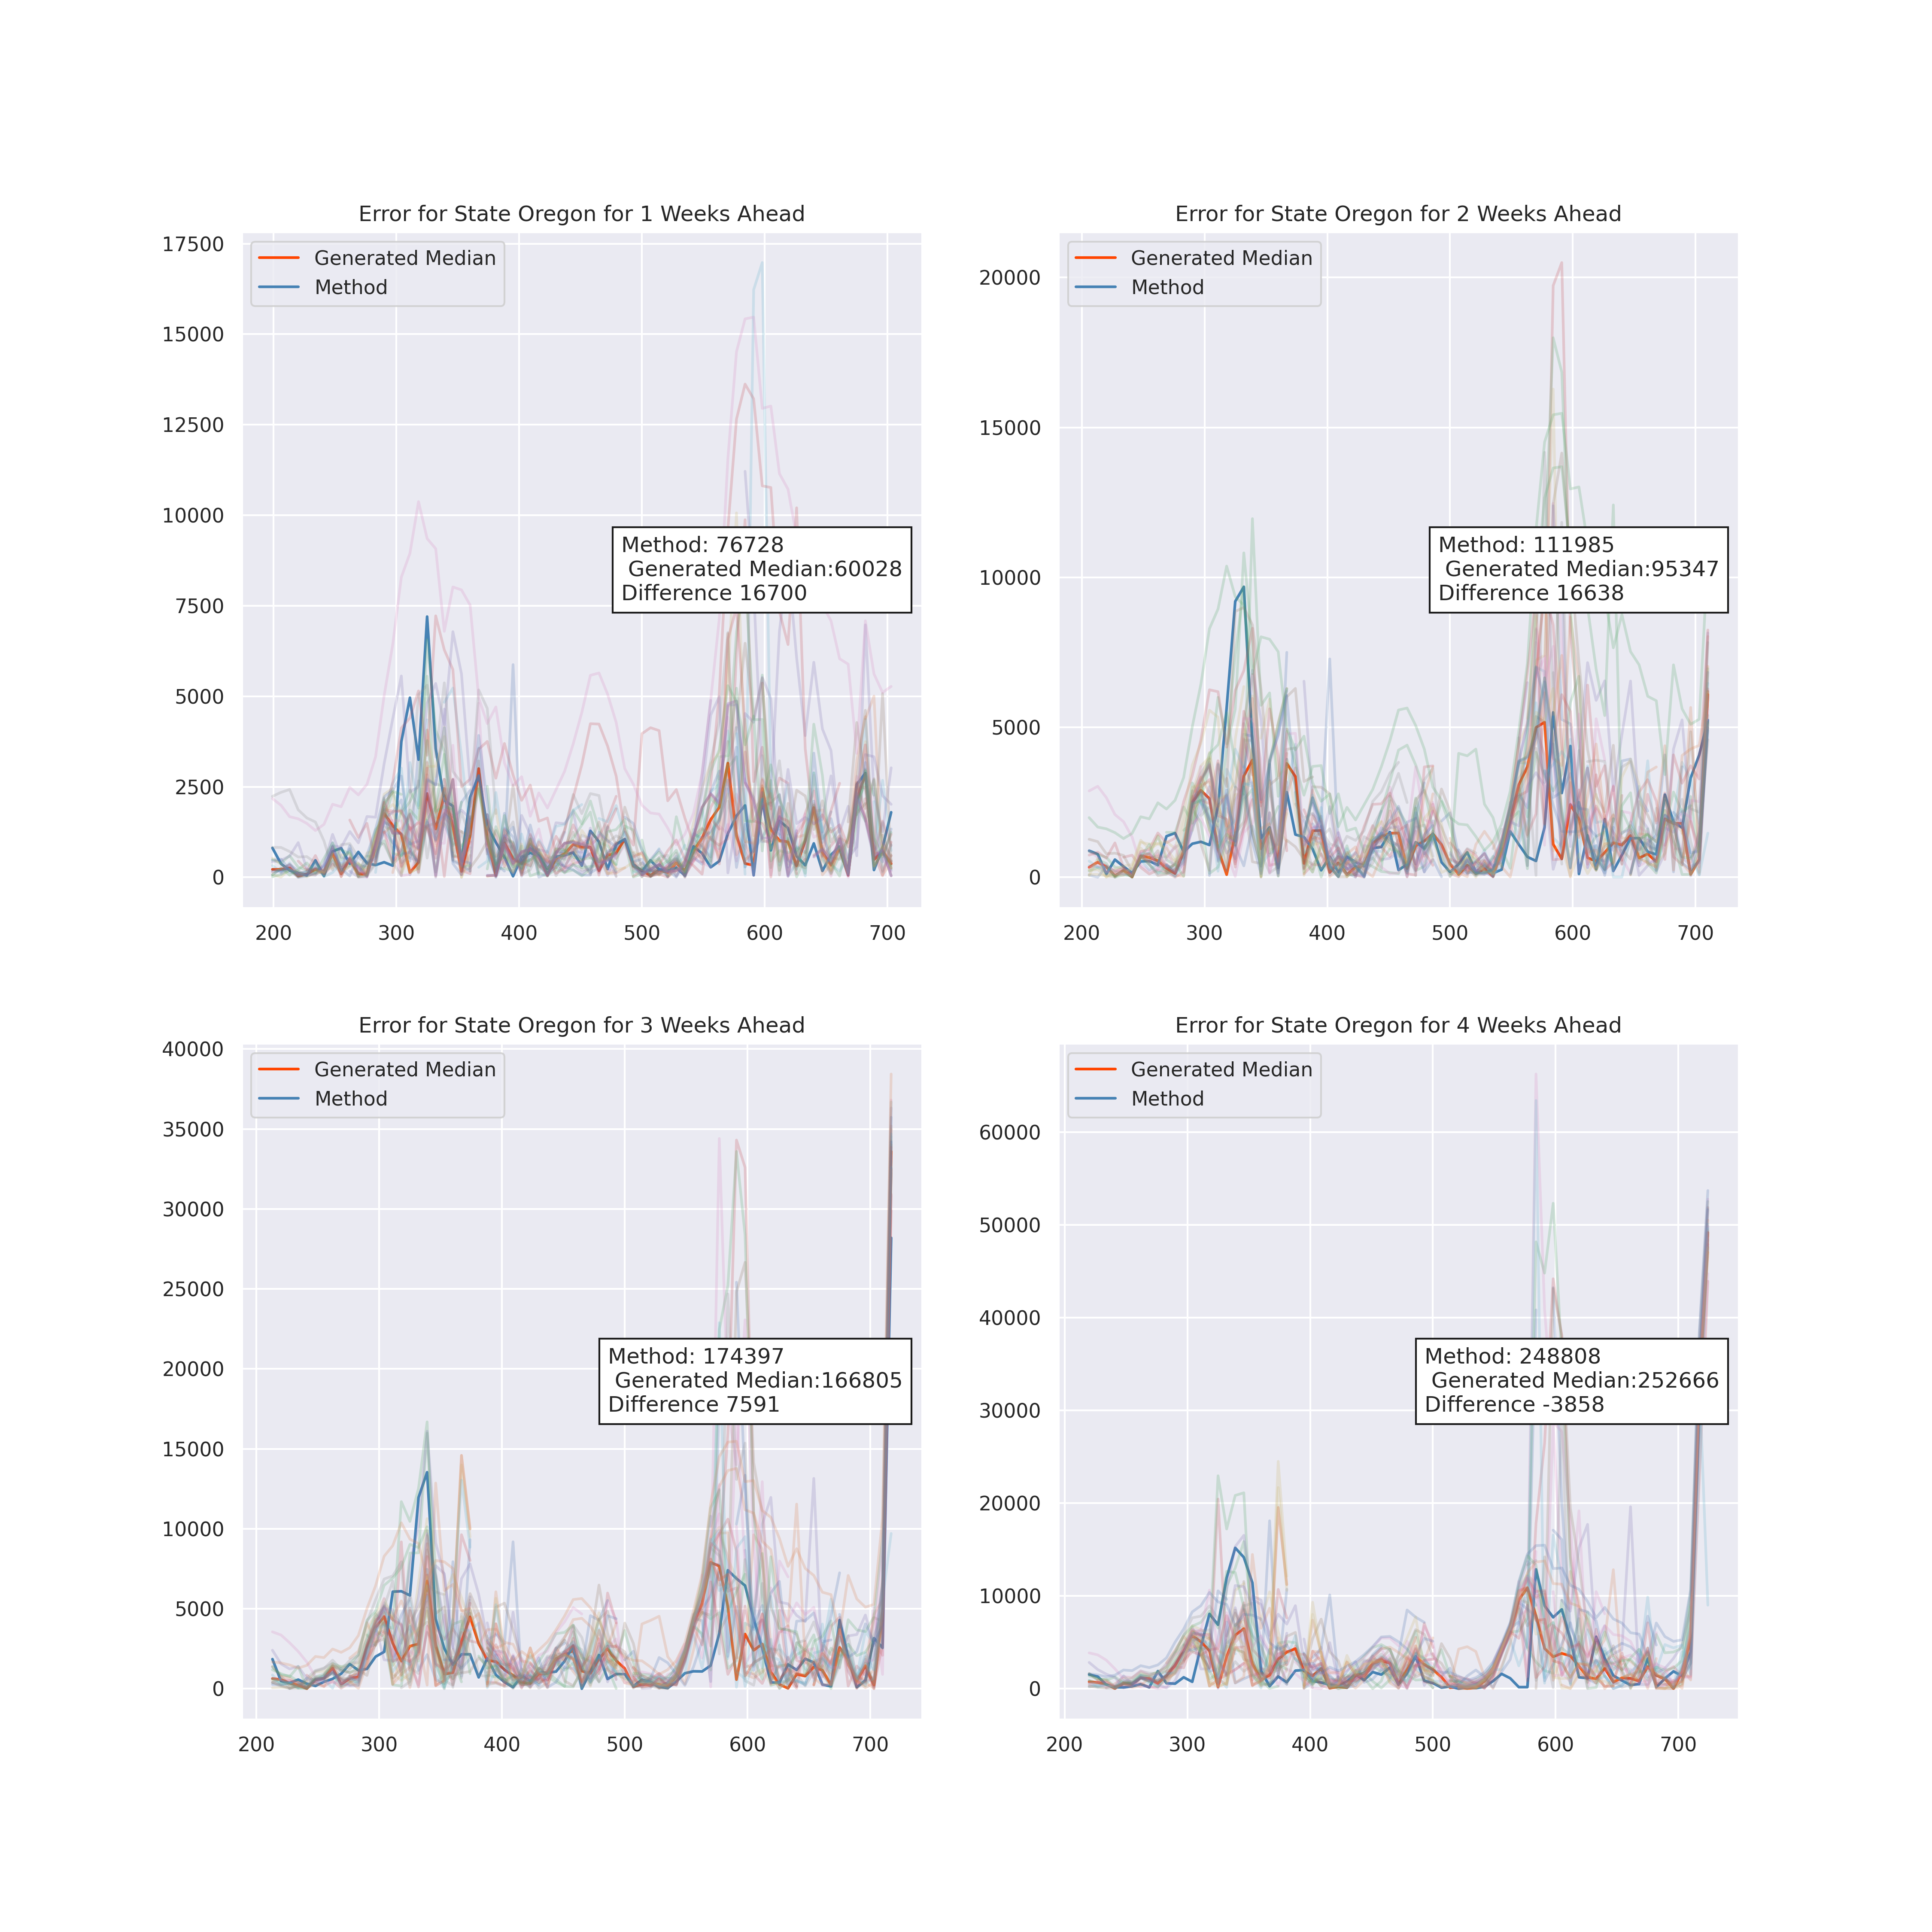 Error for State Oregon for 1 Weeks Ahead
17500
15000
12500
10000
7500
5000
2500
0
Generated Median
Method
Method: 76728
Generated Median:60028
Difference 16700
200 300 400 500 600 700
Error for State Oregon for 2 Weeks Ahead
20000
15000
10000
5000
0
Generated Median
Method
Method: 111985
Generated Median:95347
Difference 16638
200 300 400 500 600 700
Error for State Oregon for 3 Weeks Ahead
40000
35000
30000
25000
20000
15000
10000
5000
0
Generated Median
Method
Method: 174397
Generated Median:166805
Difference 7591
200 300 400 500 600 700
Error for State Oregon for 4 Weeks Ahead
60000
50000
40000
30000
20000
10000
0
Generated Median
Method
Method: 248808
Generated Median:252666
Difference -3858
200 300 400 500 600 700